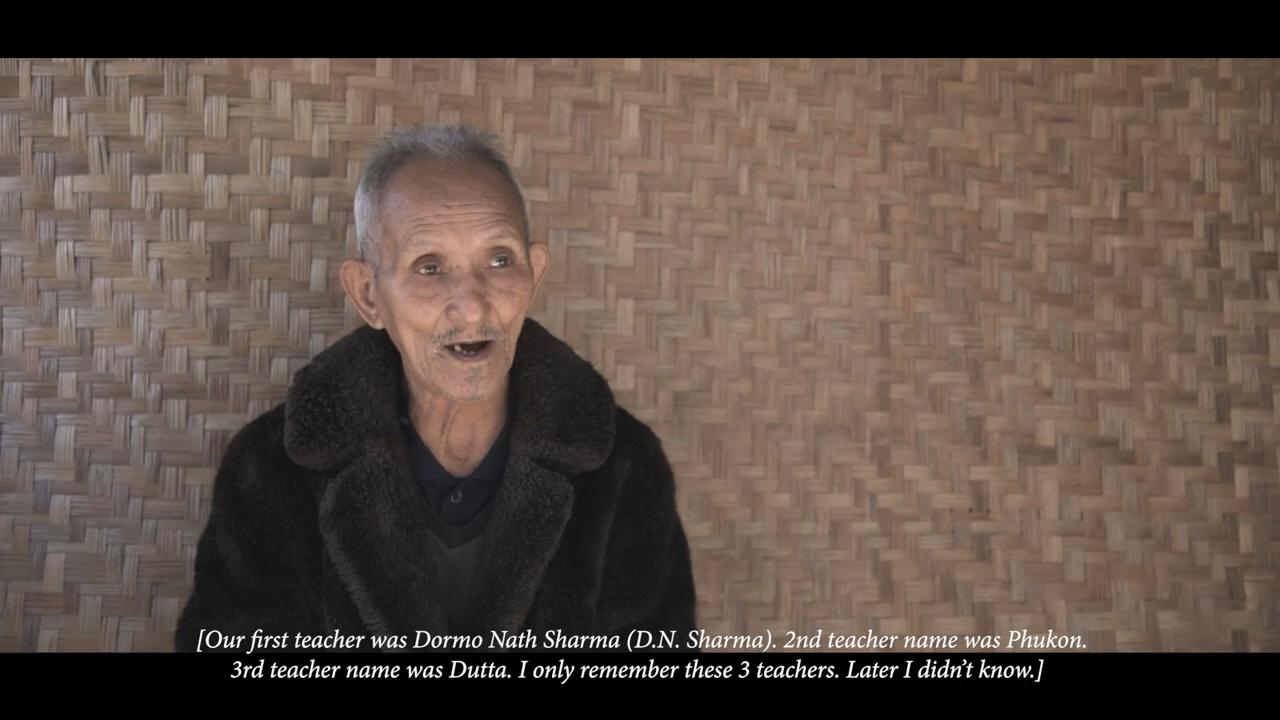 [Our first teacher was Dormo Nath Sharma (D.N. Sharma). 2nd teacher name was Phukon.
3rd teacher name was Dutta. I only remember these 3 teachers. Later I didn't know.]